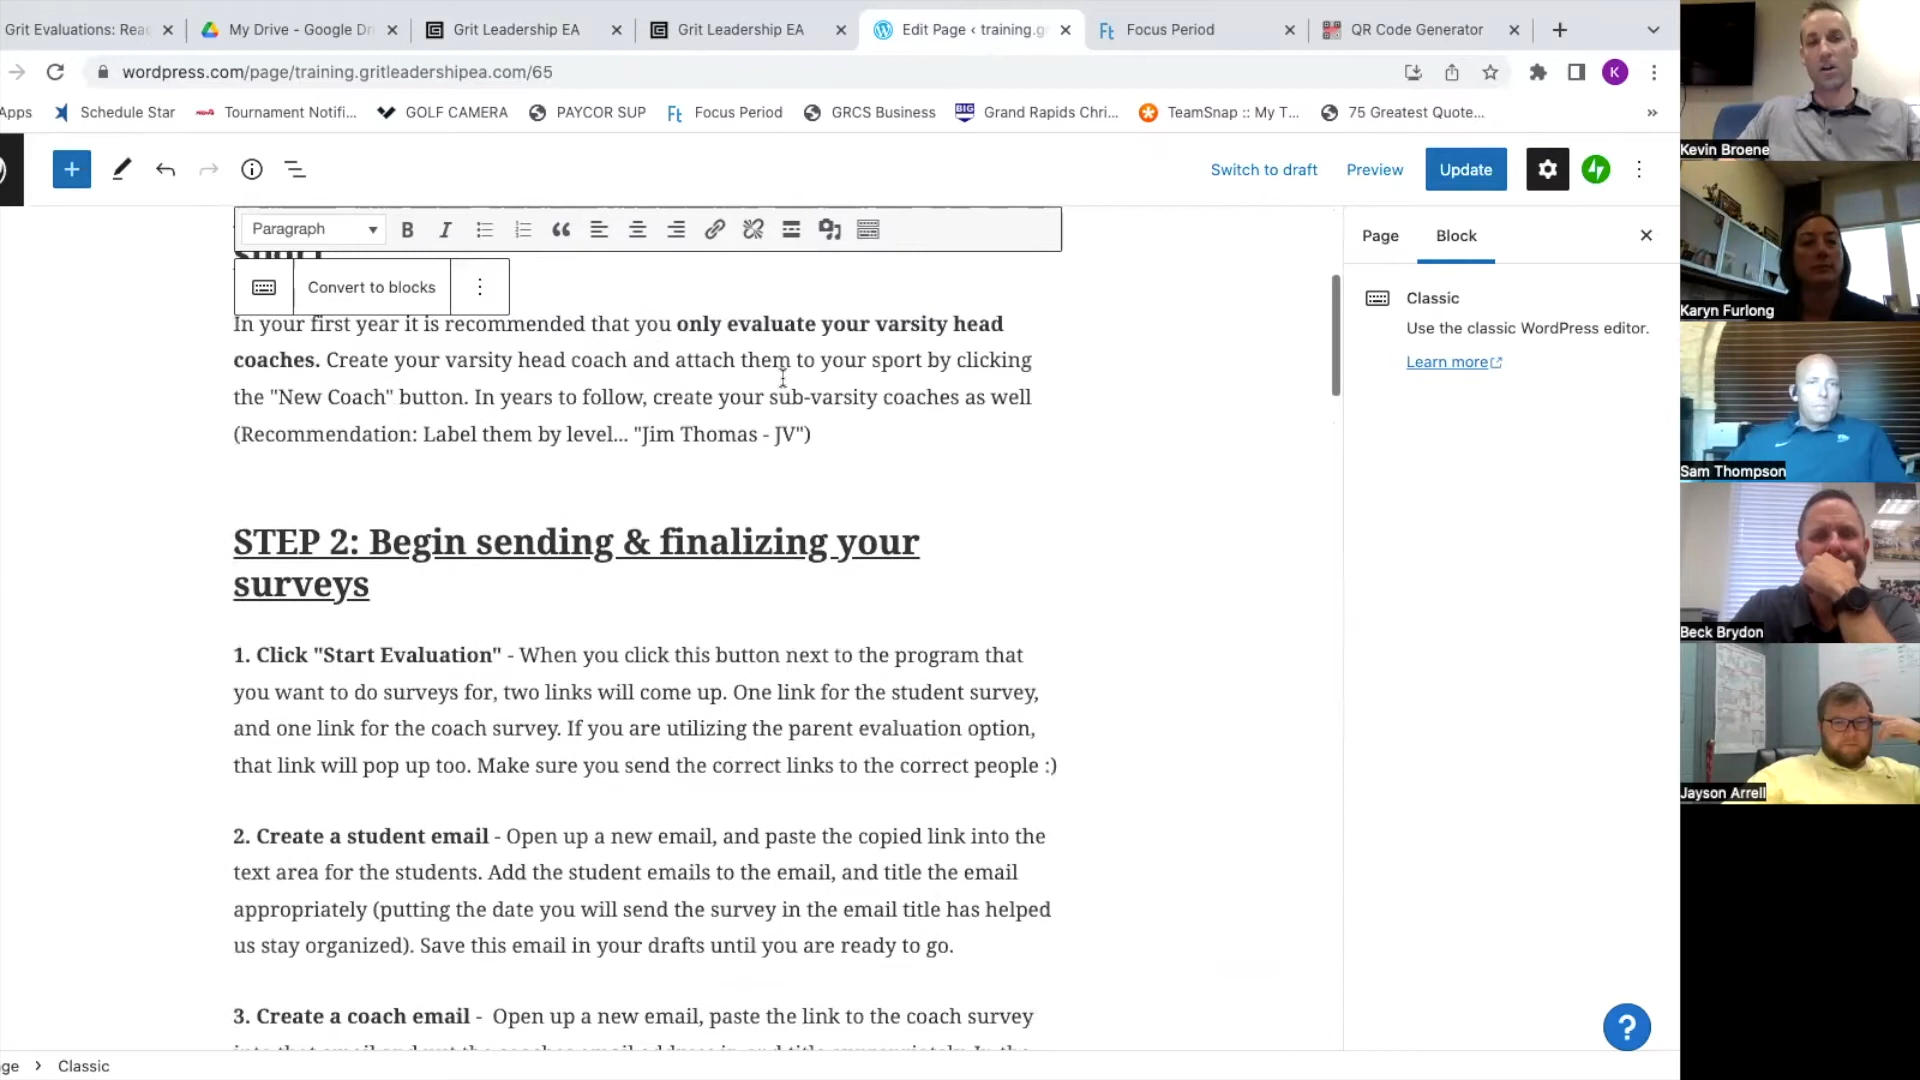 Grit Evaluations: Rea
My Drive - Google Dr
Grit Leadership EA
Grit Leadership EA
Edit Page ‹ training.g
Focus Period
QR Code Generator
wordpress.com/page/training.gritleadershipea.com/65
K
Apps
Schedule Star
Tournament Notifi...
GOLF CAMERA
PAYCOR SUP
Focus Period
GRCS Business
BIG
Grand Rapids Chri...
TeamSnap :: My T...
75 Greatest Quote...
»
Switch to draft
Preview
Update
Paragraph
B
I
Page
Block
Convert to blocks
Classic
Use the classic WordPress editor.
Learn more
In your first year it is recommended that you only evaluate your varsity head
coaches. Create your varsity head coach and attach them to your sport by clicking
the "New Coach" button. In years to follow, create your sub-varsity coaches as well
(Recommendation: Label them by level... "Jim Thomas - JV")
STEP 2: Begin sending & finalizing your
surveys
1. Click "Start Evaluation" - When you click this button next to the program that
you want to do surveys for, two links will come up. One link for the student survey,
and one link for the coach survey. If you are utilizing the parent evaluation option,
that link will pop up too. Make sure you send the correct links to the correct people :)
2. Create a student email - Open up a new email, and paste the copied link into the
text area for the students. Add the student emails to the email, and title the email
appropriately (putting the date you will send the survey in the email title has helped
us stay organized). Save this email in your drafts until you are ready to go.
3. Create a coach email - Open up a new email, paste the link to the coach survey
?
ge > Classic
Kevin Broene
Karyn Furlong
Sam Thompson
Beck Brydon
Jayson Arrell